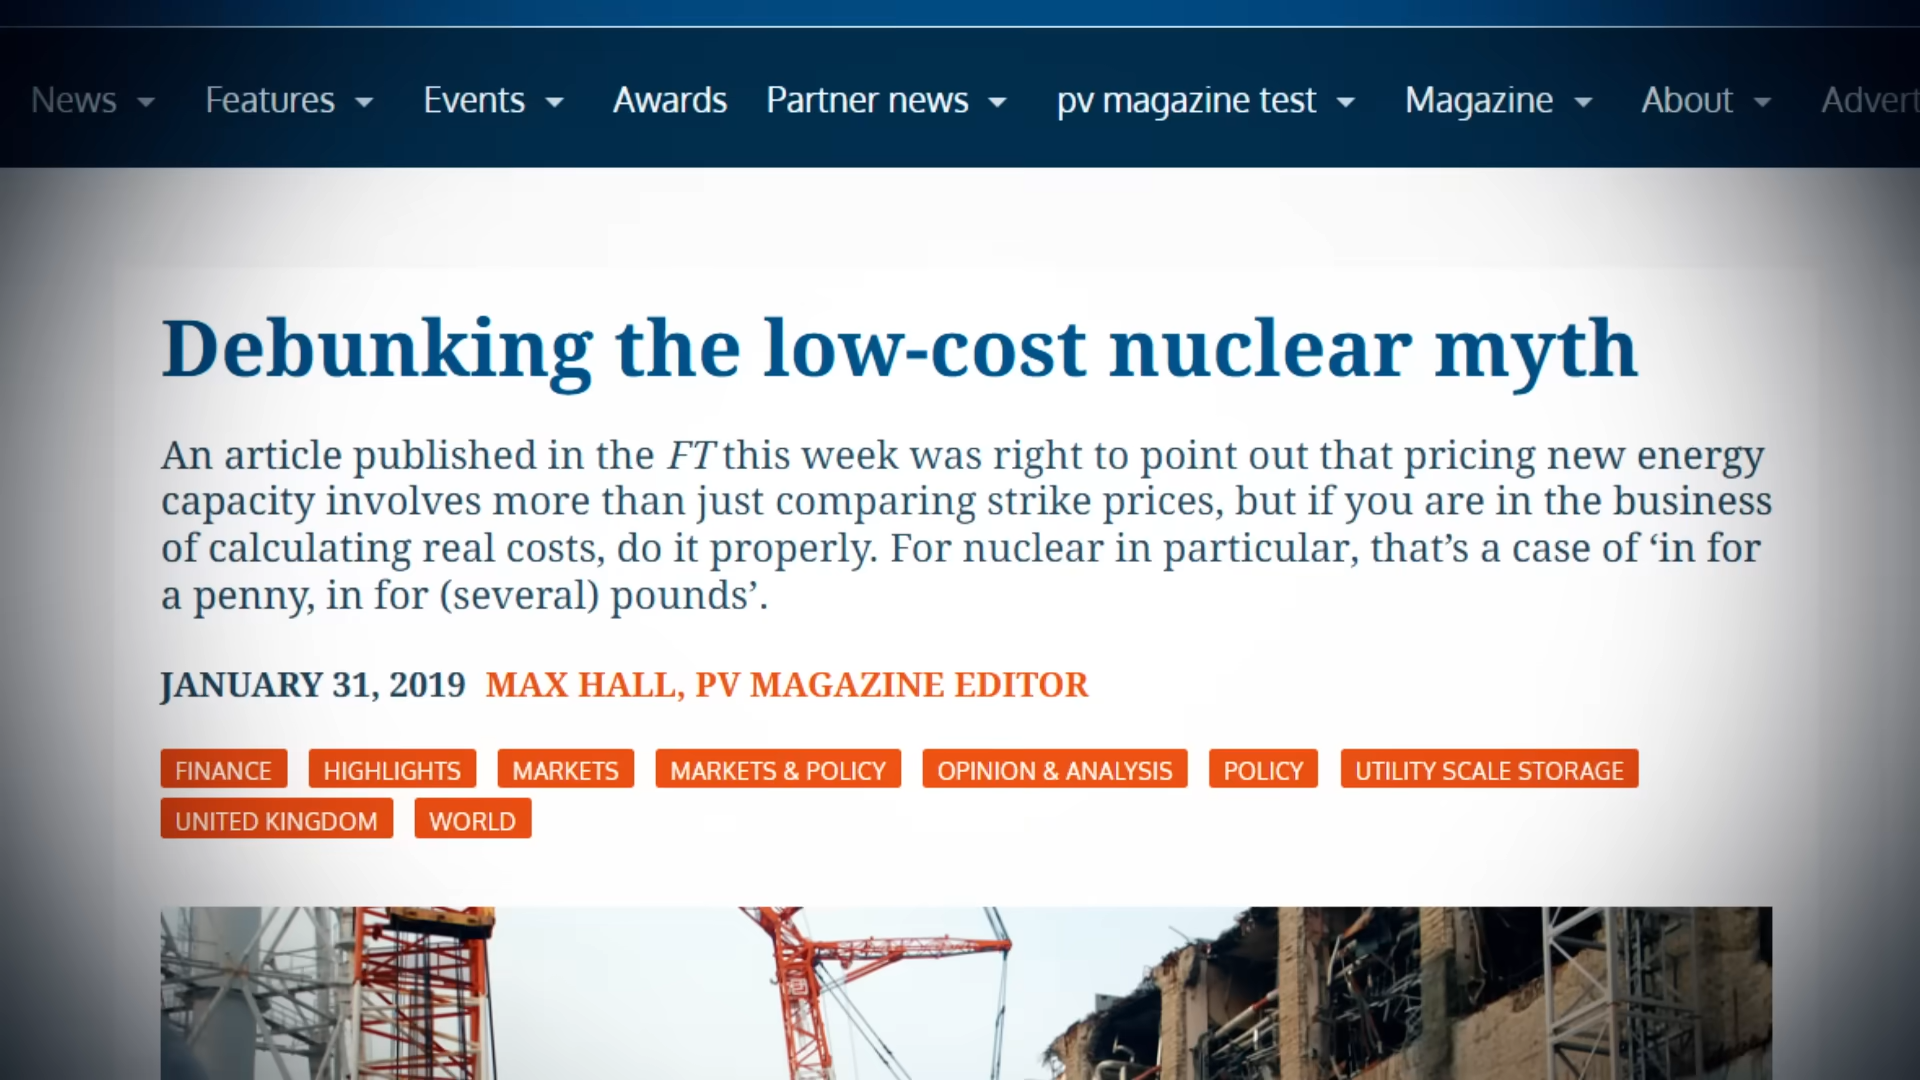 News Features Events Awards Partner news pv magazine test Magazine About Advert
Debunking the low-cost nuclear myth
An article published in the FT this week was right to point out that pricing new energy
capacity involves more than just comparing strike prices, but if you are in the business
of calculating real costs, do it properly. For nuclear in particular, that’s a case of ‘in for
a penny, in for (several) pounds’.
JANUARY 31, 2019 MAX HALL, PV MAGAZINE EDITOR
FINANCE HIGHLIGHTS MARKETS MARKETS & POLICY OPINION & ANALYSIS POLICY UTILITY SCALE STORAGE
UNITED KINGDOM WORLD